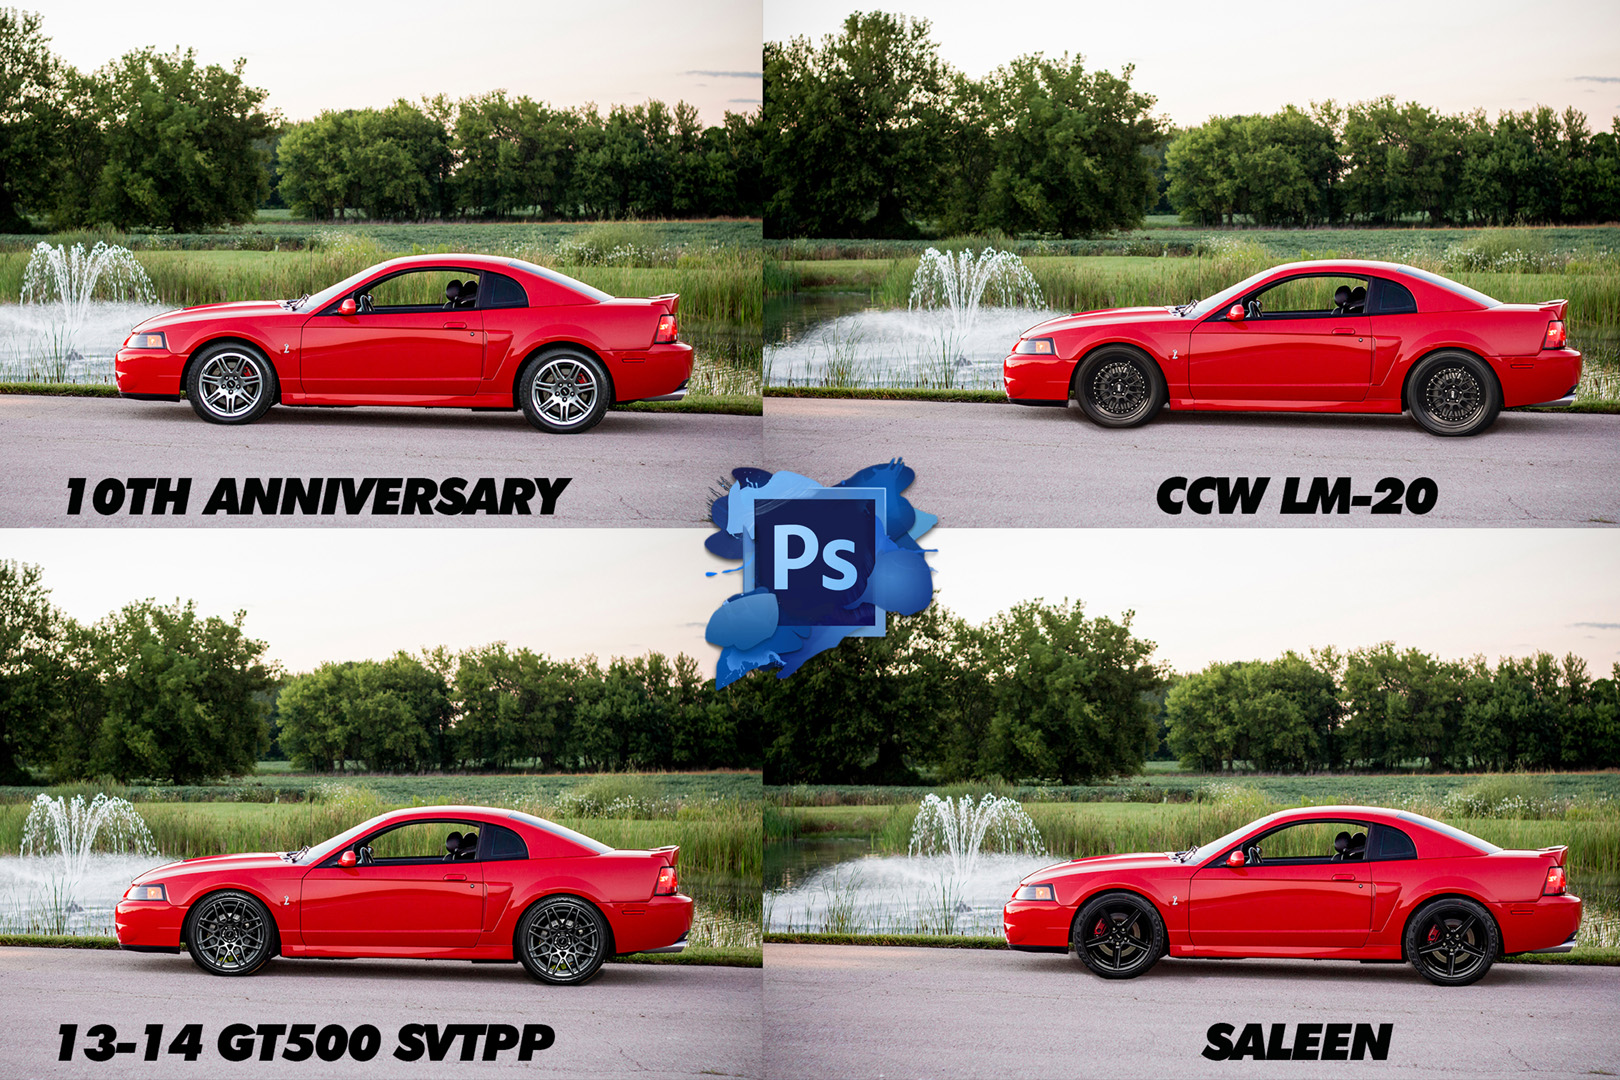 10TH ANNIVERSARY
CCW LM-20
Ps
13-14 GT500 SVTPP
SALEEN